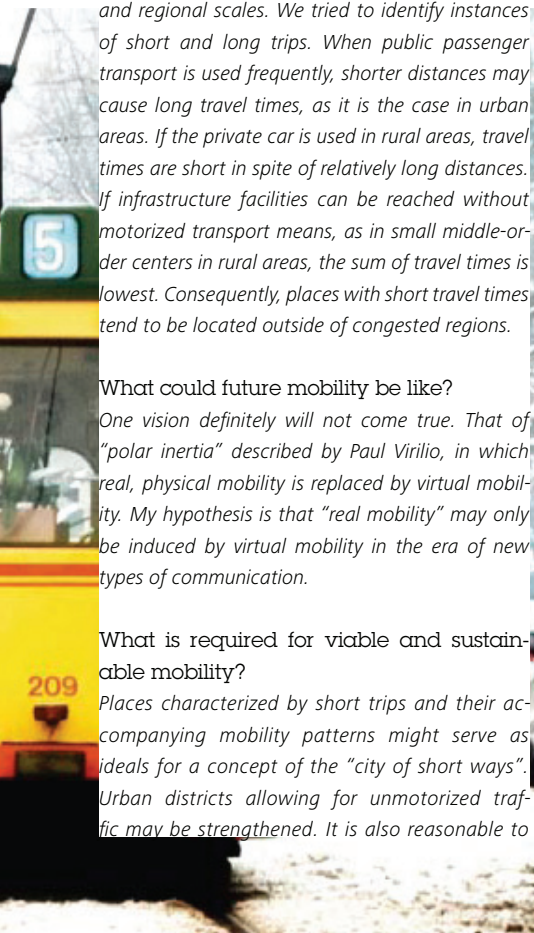 and regional scales. We tried to identify instances
of short and long trips. When public passenger
transport is used frequently, shorter distances may
cause long travel times, as it is the case in urban
areas. If the private car is used in rural areas, travel
times are short in spite of relatively long distances.
If infrastructure facilities can be reached without
motorized transport means, as in small middle-or-
der centers in rural areas, the sum of travel times is
lowest. Consequently, places with short travel times
tend to be located outside of congested regions.
What could future mobility be like?
One vision definitely will not come true. That of
“polar inertia” described by Paul Virilio, in which
real, physical mobility is replaced by virtual mobil-
ity. My hypothesis is that “real mobility” may only
be induced by virtual mobility in the era of new
types of communication.
What is required for viable and sustain-
able mobility?
Places characterized by short trips and their ac-
companying mobility patterns might serve as
ideals for a concept of the “city of short ways”.
Urban districts allowing for unmotorized traf-
fic may be strengthened. It is also reasonable to
5
209